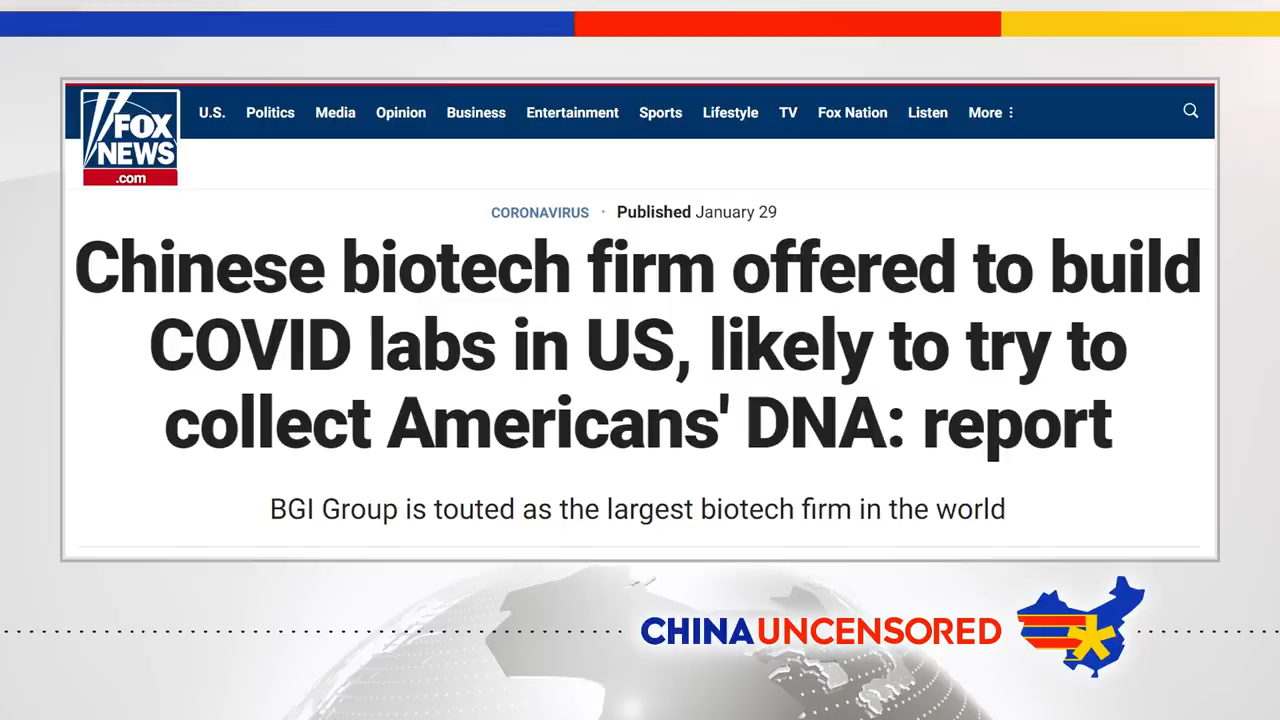 FOX
NEWS
.com
U.S. Politics Media Opinion Business Entertainment Sports Lifestyle TV Fox Nation Listen More
CORONAVIRUS · Published January 29
Chinese biotech firm offered to build
COVID labs in US, likely to try to
collect Americans' DNA: report
BGI Group is touted as the largest biotech firm in the world
CHINAUNCENSORED